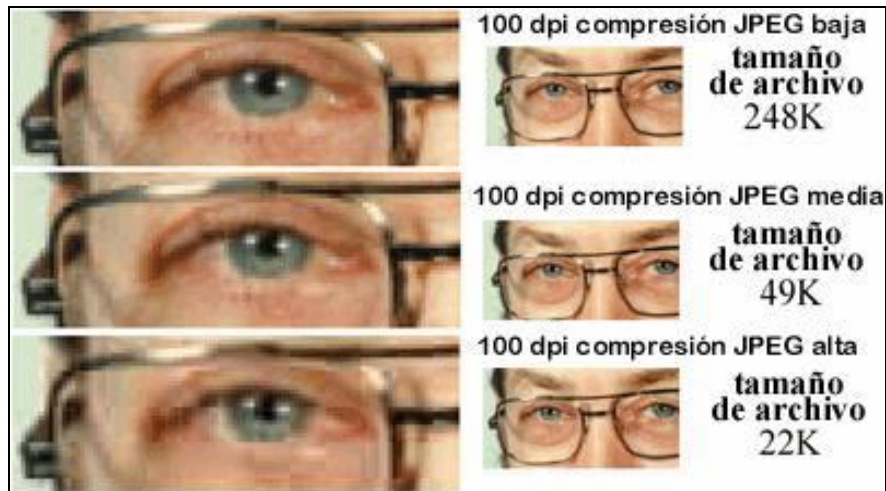 100 dpi compresión JPEG baja
tamaño
de archivo
248K
100 dpi compresión JPEG media
tamaño
de archivo
49K
100 dpi compresión JPEG alta
tamaño
de archivo
22K